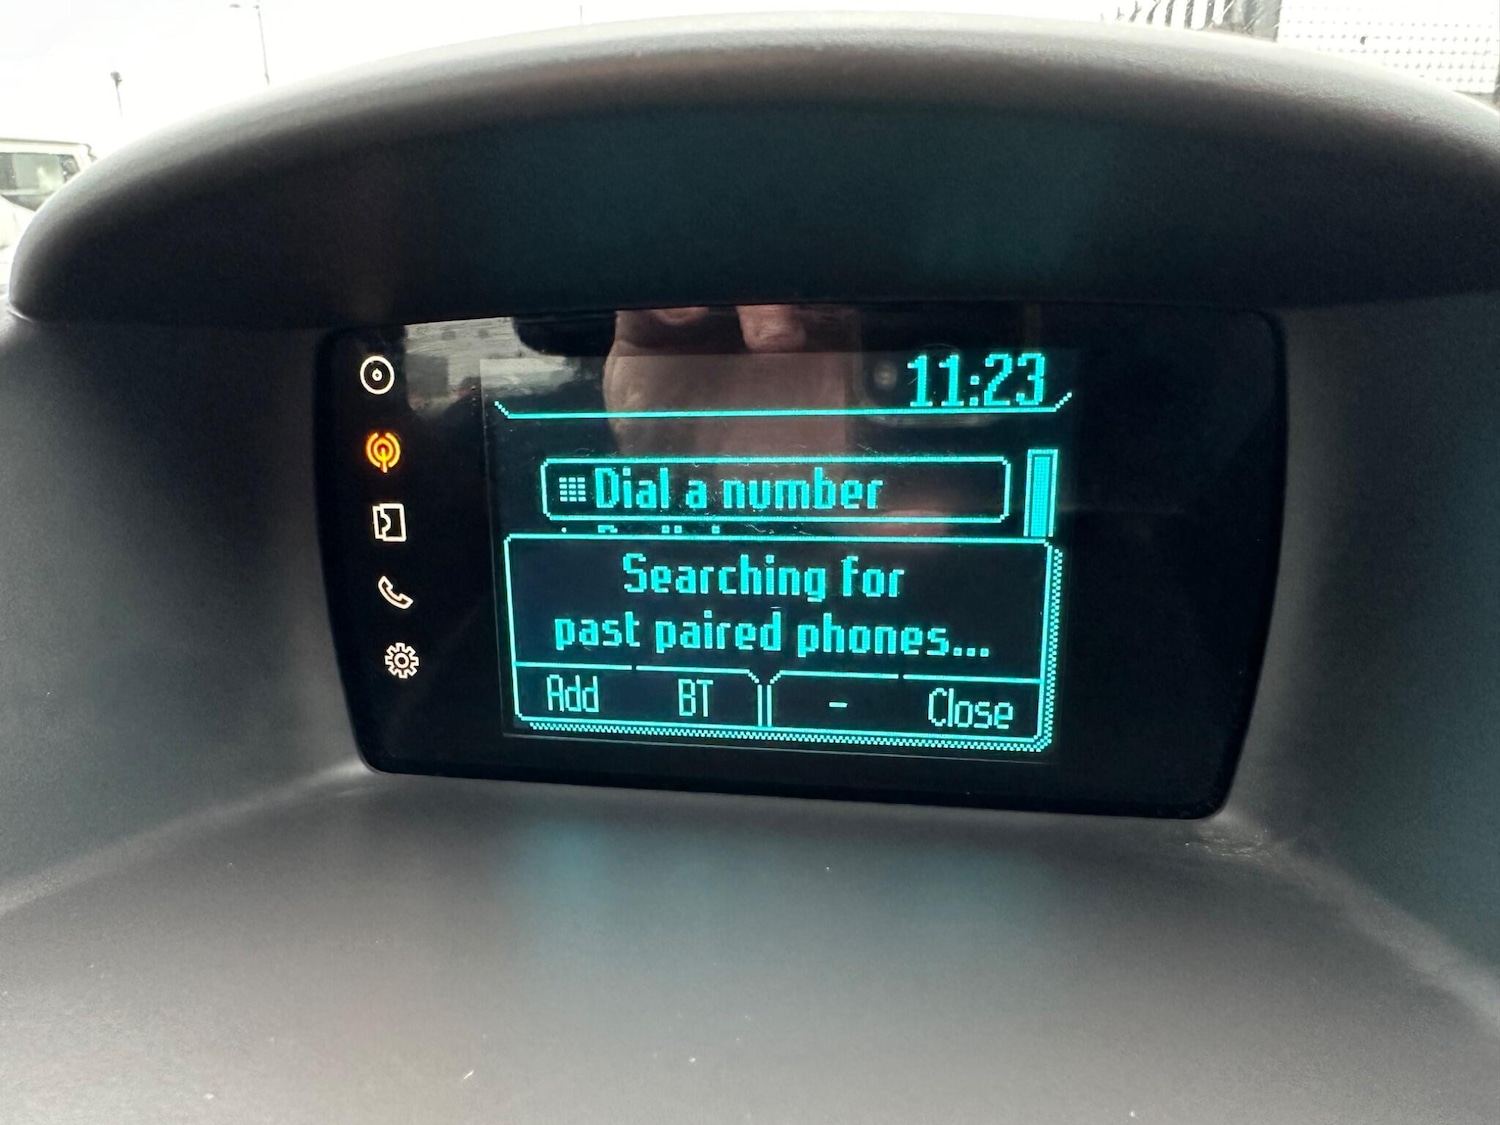 11:23
Dial a number
Searching for
past paired phones...
Add BT - Close